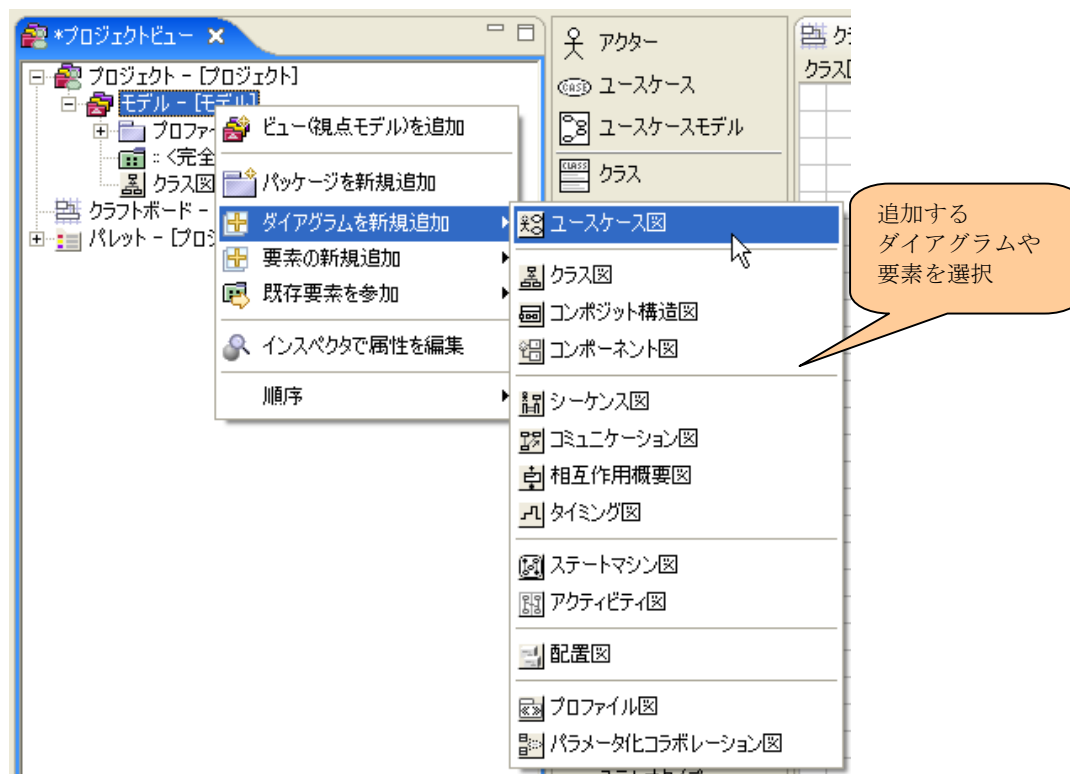 *プロジェクトビュー
プロジェクト - [プロジェクト]
モデル - [モデル]
プロファ
:: <完全
クラス図
クラフトボード -
パレット - [プロジ
ビュー(視点モデル)を追加
パッケージを新規追加
ダイアグラムを新規追加
要素の新規追加
既存要素を参加
インスペクタで属性を編集
順序
アクター
CASE ユースケース
ユースケースモデル
CLASS クラス
クラス図
ユースケース図
クラス図
コンポジット構造図
コンポーネント図
シーケンス図
コミュニケーション図
相互作用概要図
タイミング図
ステートマシン図
アクティビティ図
配置図
プロファイル図
パラメータ化コラボレーション図
追加する
ダイアグラムや
要素を選択